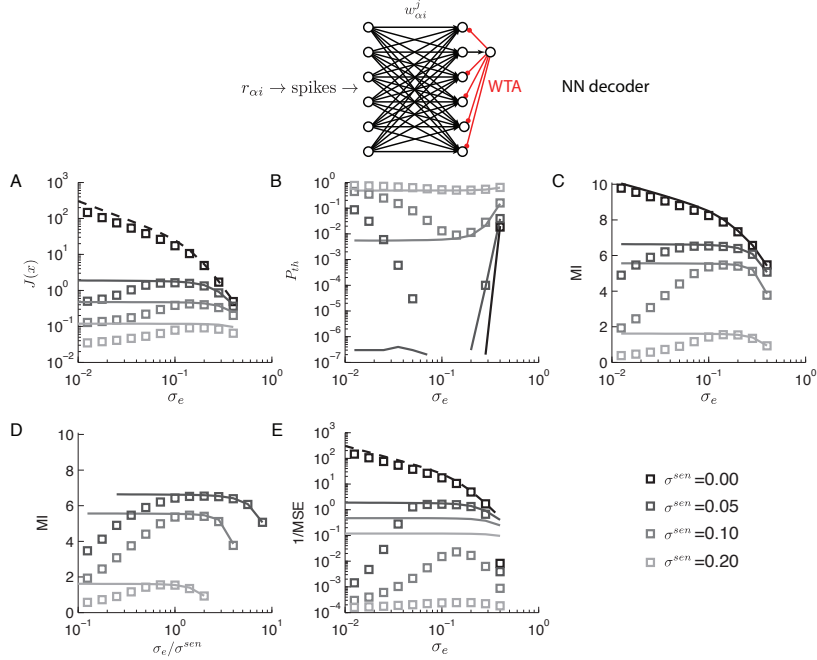 w_{αi}^{j}
r_{αi} → spikes →
WTA
NN decoder
A
J(x)
10^3
10^2
10^1
10^0
10^{-1}
10^{-2}
10^{-2}
10^{-1}
10^0
σ_e
B
P_{th}
10^0
10^{-1}
10^{-2}
10^{-3}
10^{-4}
10^{-5}
10^{-6}
10^{-7}
10^{-2}
10^{-1}
10^0
σ_e
C
MI
10
8
6
4
2
0
10^{-2}
10^{-1}
10^0
σ_e
D
MI
10
8
6
4
2
0
10^{-1}
10^0
10^1
σ_e/σ^{sen}
E
1/MSE
10^3
10^2
10^1
10^0
10^{-1}
10^{-2}
10^{-3}
10^{-4}
10^{-2}
10^{-1}
10^0
σ_e
σ^{sen}=0.00
σ^{sen}=0.05
σ^{sen}=0.10
σ^{sen}=0.20